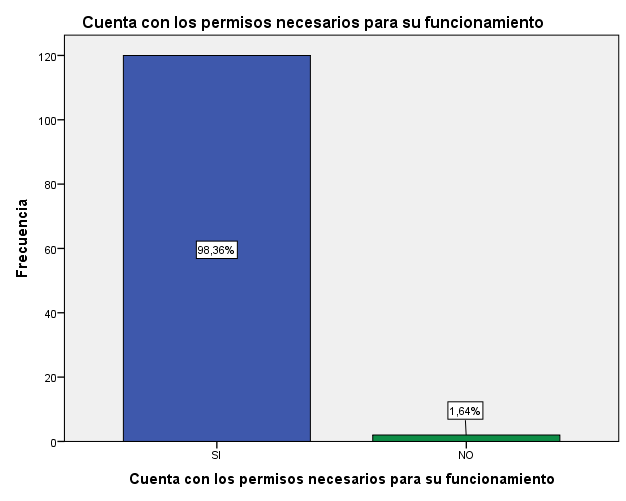 Cuenta con los permisos necesarios para su funcionamiento
120
100
80
60
40
20
0
Frecuencia
98,36%
1,64%
SI
NO
Cuenta con los permisos necesarios para su funcionamiento